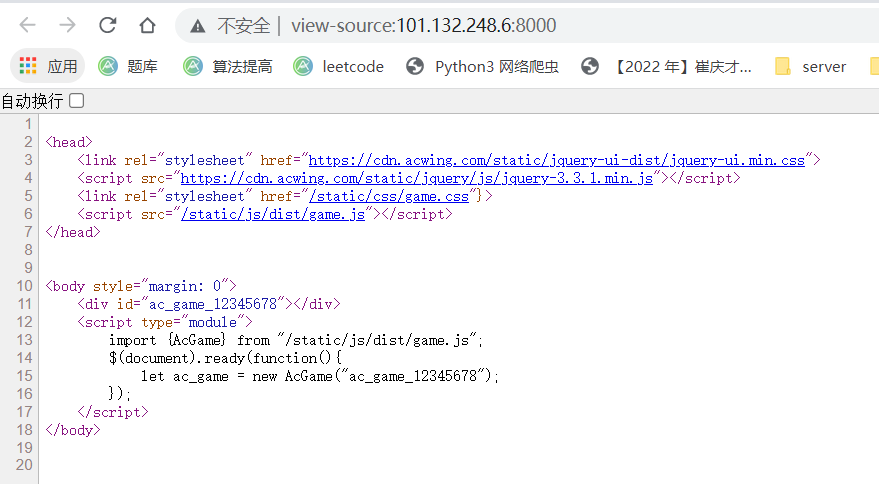 不安全 | view-source:101.132.248.6:8000
应用 题库 算法提高 leetcode Python3 网络爬虫 【2022 年】崔庆才... server
自动换行
1
2 <head>
3 <link rel="stylesheet" href="https://cdn.acwing.com/static/jquery-ui-dist/jquery-ui.min.css">
4 <script src="https://cdn.acwing.com/static/jquery/js/jquery-3.3.1.min.js"></script>
5 <link rel="stylesheet" href="/static/css/game.css"}>
6 <script src="/static/js/dist/game.js"></script>
7 </head>
8
9
10 <body style="margin: 0">
11 <div id="ac_game_12345678"></div>
12 <script type="module">
13 import {AcGame} from "/static/js/dist/game.js";
14 $(document).ready(function(){
15 let ac_game = new AcGame("ac_game_12345678");
16 });
17 </script>
18 </body>
19
20